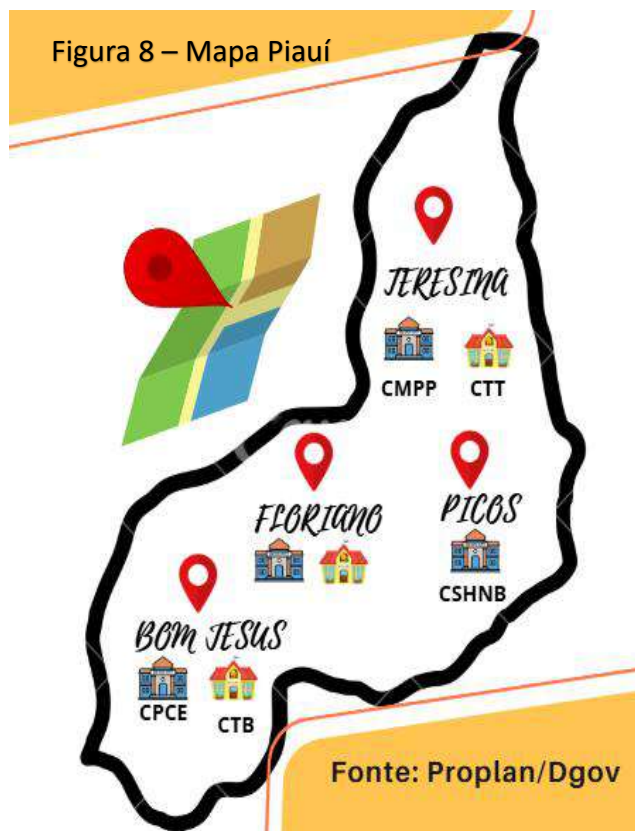 Figura 8 – Mapa Piauí
TERESINA
CMPP CTT
FLORIANO
PICOS
CSHNB
BOM JESUS
CPCE
CTB
Fonte: Proplan/Dgov